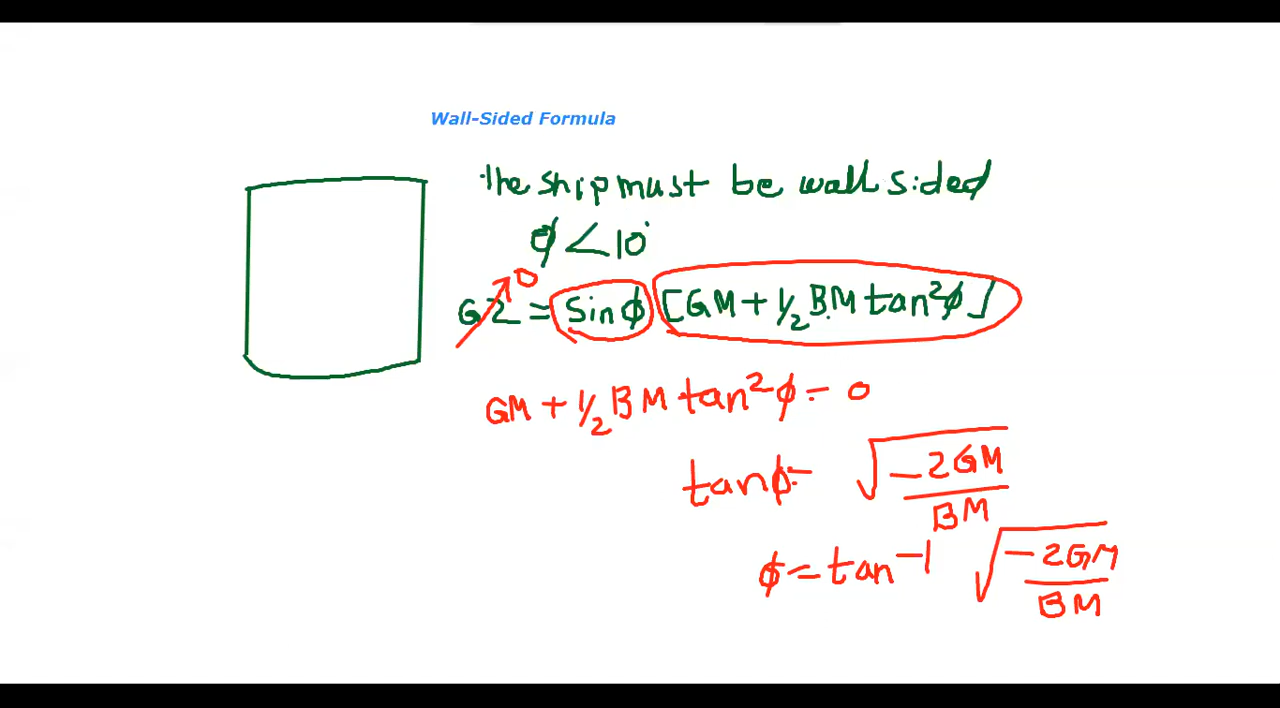 Wall-Sided Formula
The ship must be wall sided
ϕ < 10°
GZ = Sinϕ [GM + 1/2 BM tan²ϕ]
0
GM + 1/2 BM tan²ϕ = 0
tanϕ = √(-2GM / BM)
ϕ = tan⁻¹ √(-2GM / BM)